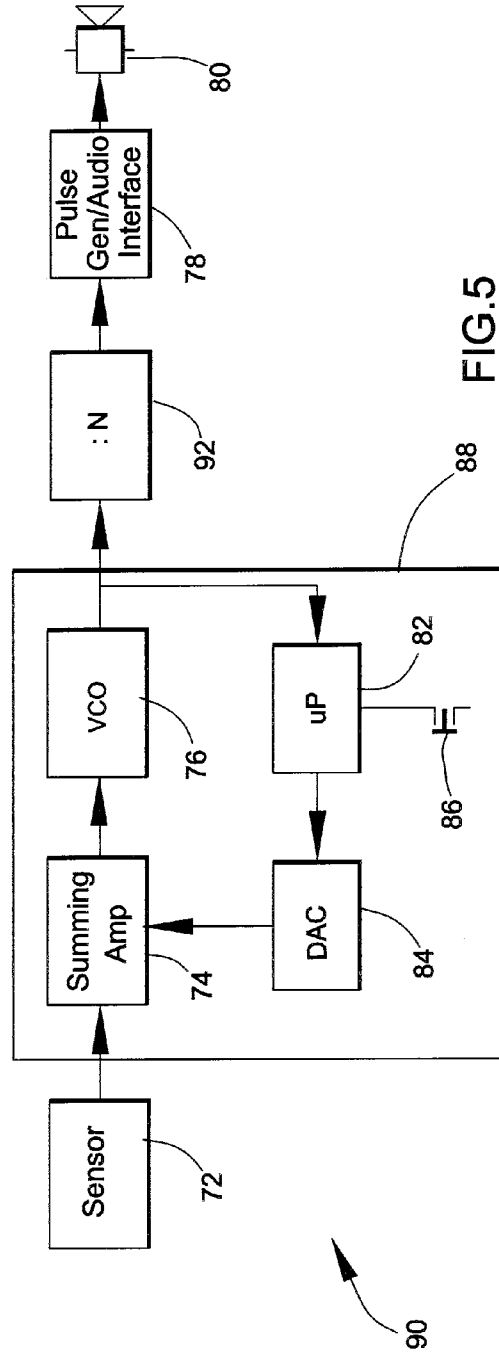 Sensor
72
Summing
Amp
74
VCO
76
: N
92
Pulse
Gen/Audio
Interface
78
80
DAC
84
uP
82
86
88
90
FIG.5